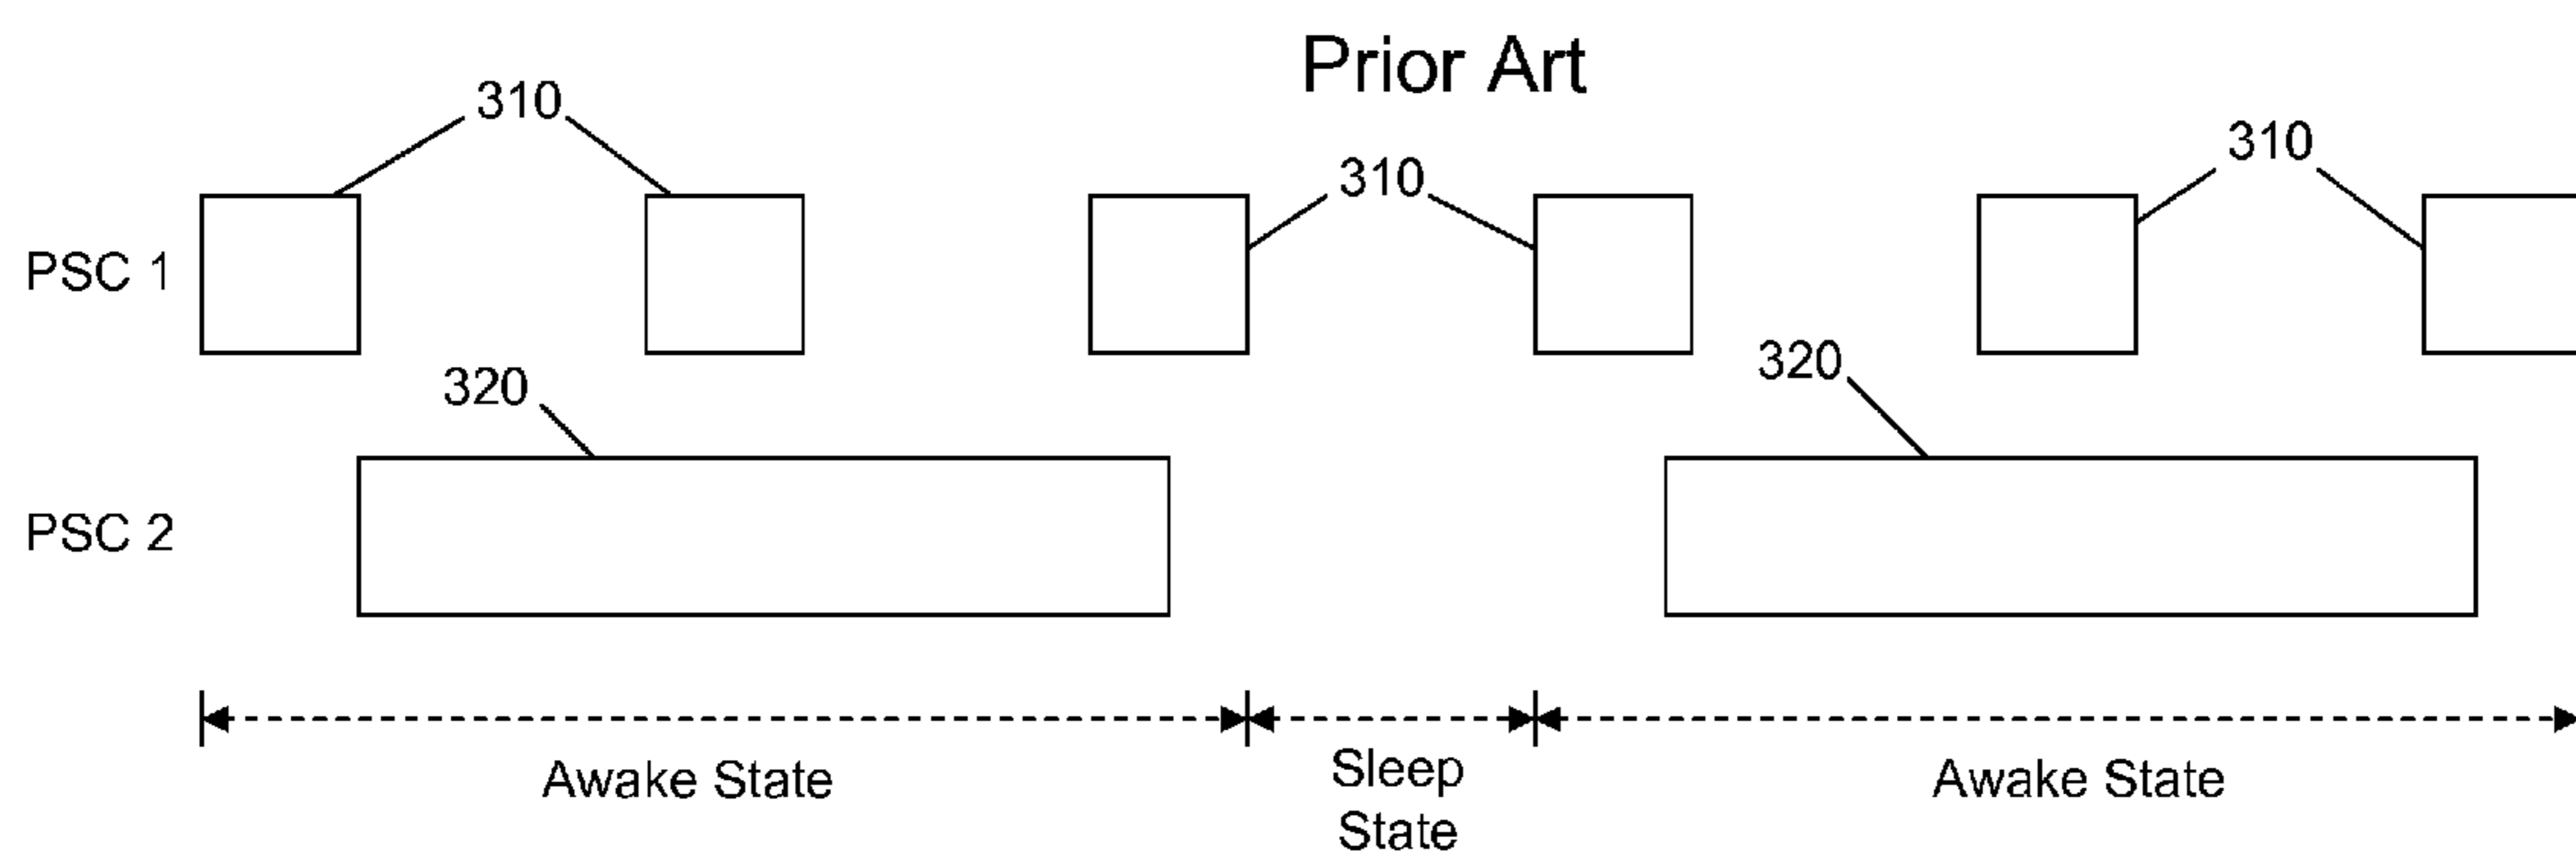 Prior Art
310
310
310
PSC 1
320
320
PSC 2
Awake State
Sleep
State
Awake State